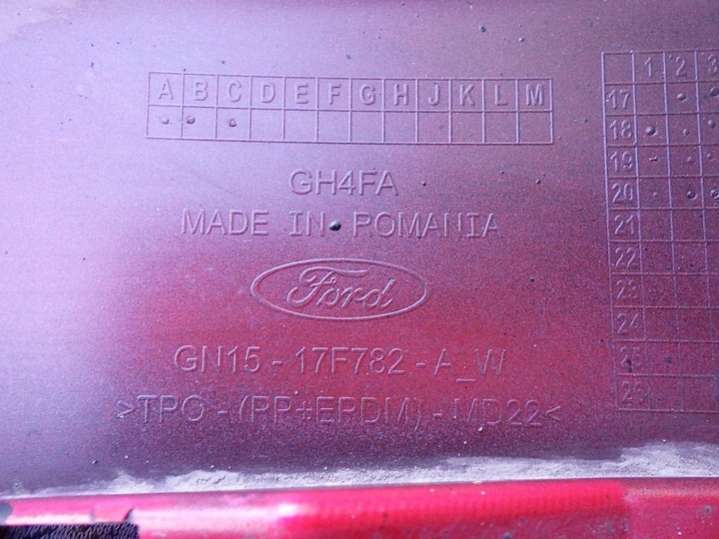 A B C D E F G H J K L M
1 2 3
17
18
19
20
21
22
23
24
25
26
GH4FA
MADE IN ROMANIA
Ford
GN15 - 17F782 - A_W
>TPO - (PP+EPDM) - MD22<